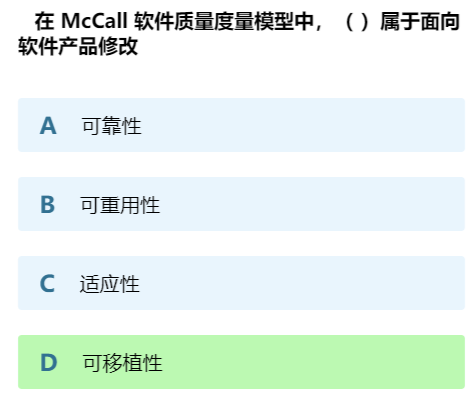 在 McCall 软件质量度量模型中，（ ）属于面向
软件产品修改
A 可靠性
B 可重用性
C 适应性
D 可移植性